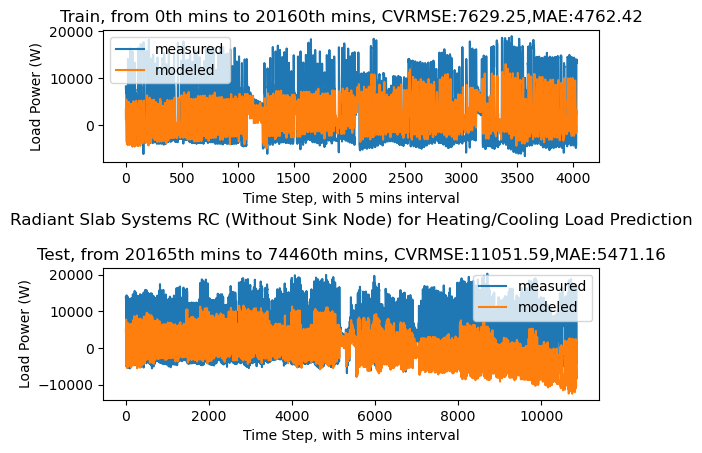 Train, from 0th mins to 20160th mins, CVRMSE:7629.25,MAE:4762.42
20000
10000
0
Load Power (W)
measured
modeled
0 500 1000 1500 2000 2500 3000 3500 4000
Time Step, with 5 mins interval
Radiant Slab Systems RC (Without Sink Node) for Heating/Cooling Load Prediction
Test, from 20165th mins to 74460th mins, CVRMSE:11051.59,MAE:5471.16
20000
10000
0
−10000
Load Power (W)
measured
modeled
0 2000 4000 6000 8000 10000
Time Step, with 5 mins interval